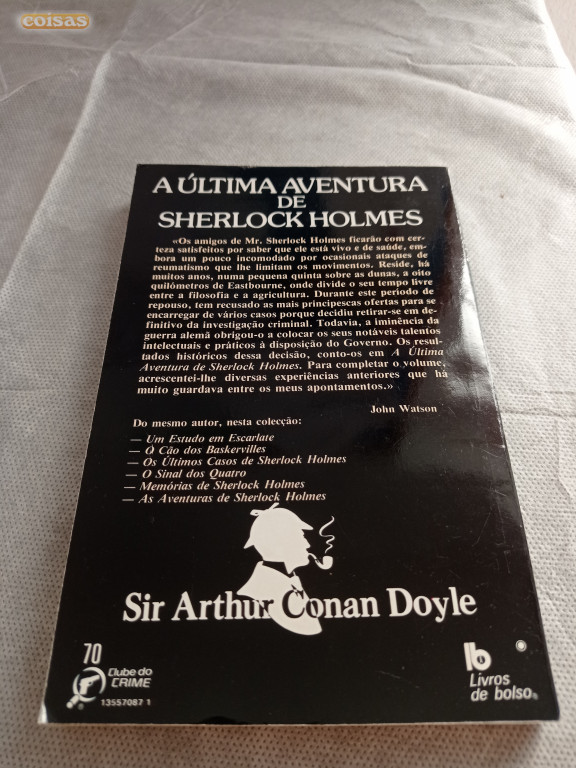 coisas
A ÚLTIMA AVENTURA
DE
SHERLOCK HOLMES
«Os amigos de Mr. Sherlock Holmes ficarão com cer-
teza satisfeitos por saber que ele está vivo e de saúde, em-
bora um pouco incomodado por ocasionais ataques de
reumatismo que lhe limitam os movimentos. Reside, há
muitos anos, numa pequena quinta sobre as dunas, a oito
quilómetros de Eastbourne, onde divide o seu tempo livre
entre a filosofia e a agricultura. Durante este período de
repouso, tem recusado as mais principescas ofertas para se
encarregar de vários casos porque decidiu retirar-se em de-
finitivo da investigação criminal. Todavia, a iminência da
guerra alemã obrigou-o a colocar os seus notáveis talentos
intelectuais e práticos à disposição do Governo. Os resul-
tados históricos dessa decisão, conto-os em A Última
Aventura de Sherlock Holmes. Para completar o volume,
acrescentei-lhe diversas experiências anteriores que há
muito guardava entre os meus apontamentos.»
John Watson
Do mesmo autor, nesta colecção:
— Um Estudo em Escarlate
— O Cão dos Baskervilles
— Os Últimos Casos de Sherlock Holmes
— O Sinal dos Quatro
— Memórias de Sherlock Holmes
— As Aventuras de Sherlock Holmes
Sir Arthur Conan Doyle
70
Clube do
CRIME
13557087 1
lb
Livros
de bolso